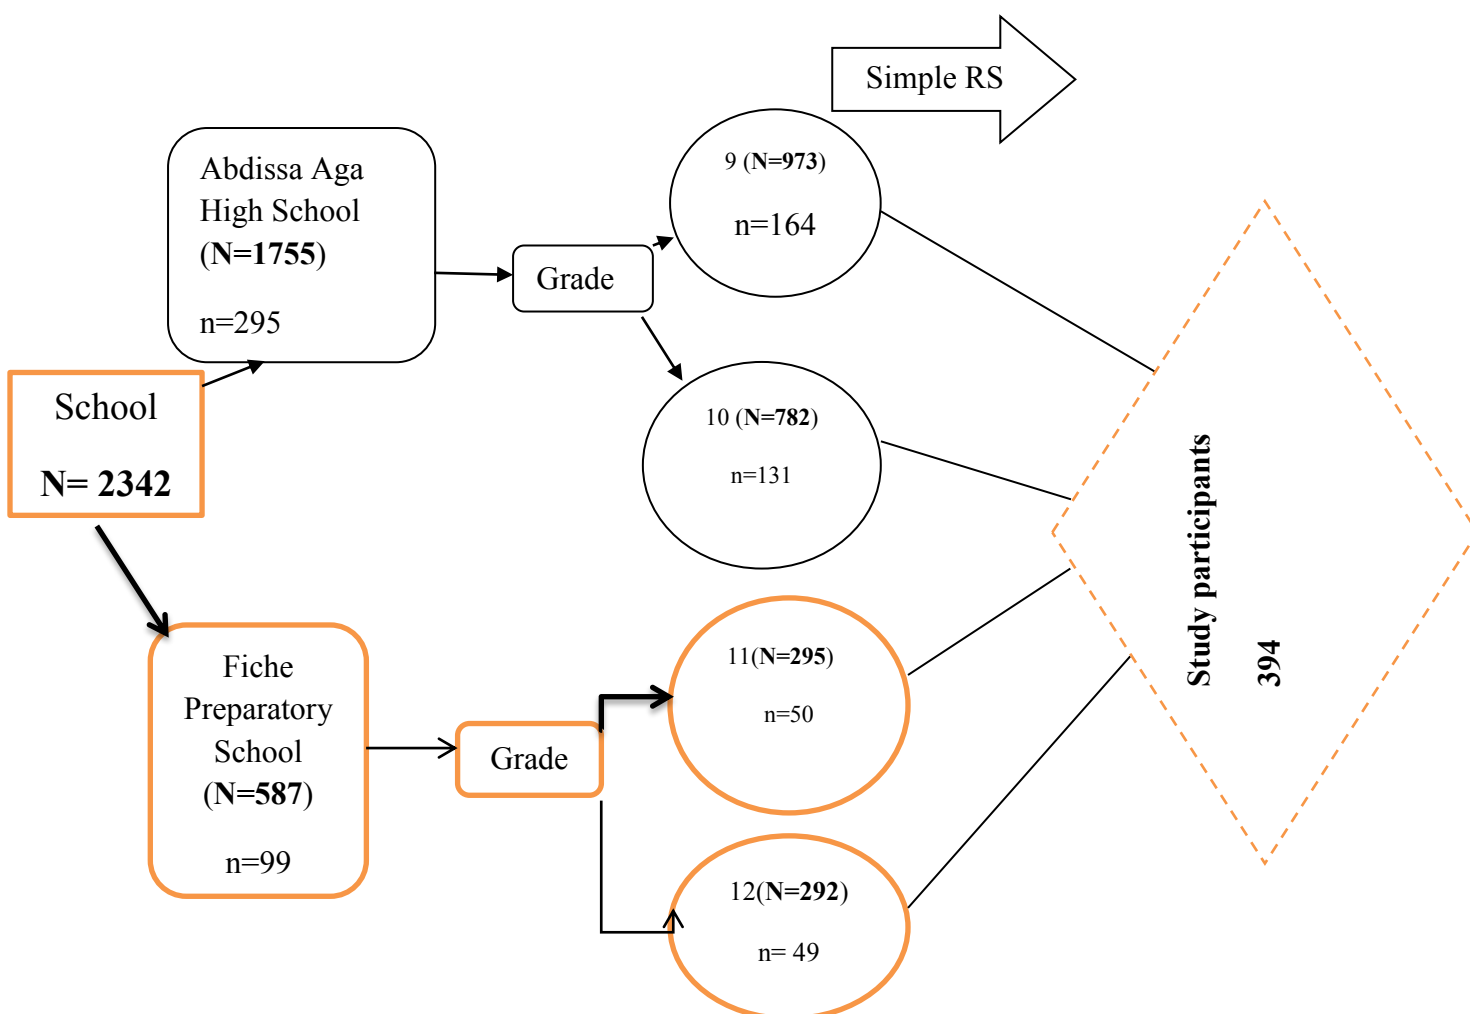 Simple RS
Abdissa Aga
High School
(N=1755)
n=295
Grade
9 (N=973)
n=164
10 (N=782)
n=131
School
N= 2342
Fiche
Preparatory
School
(N=587)
n=99
Grade
11(N=295)
n=50
12(N=292)
n= 49
Study participants
394